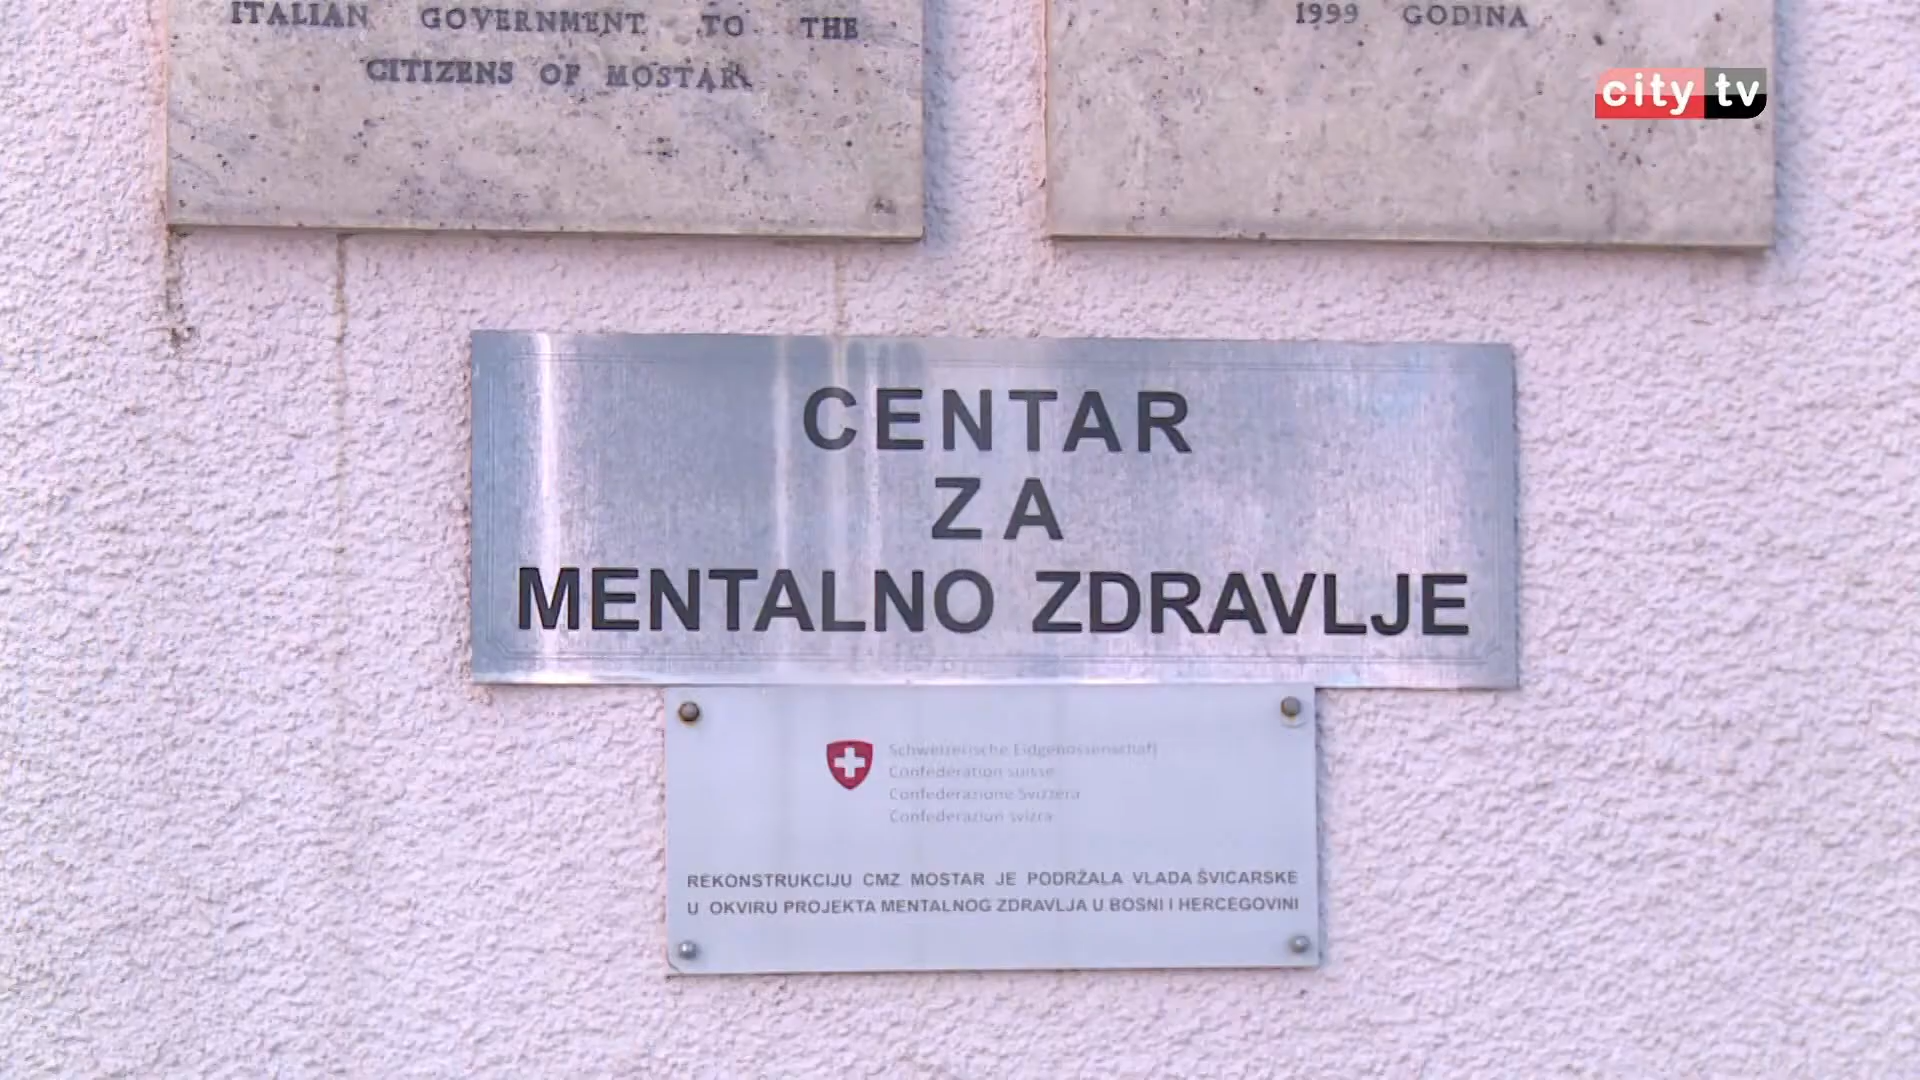 ITALIAN GOVERNMENT TO THE
CITIZENS OF MOSTAR
1999 GODINA
city tv
CENTAR
ZA
MENTALNO ZDRAVLJE
Schweizerische Eidgenossenschaft
Confédération suisse
Confederazione Svizzera
Confederaziun svizra
REKONSTRUKCIJU CMZ MOSTAR JE PODRŽALA VLADA ŠVICARSKE
U OKVIRU PROJEKTA MENTALNOG ZDRAVLJA U BOSNI I HERCEGOVINI